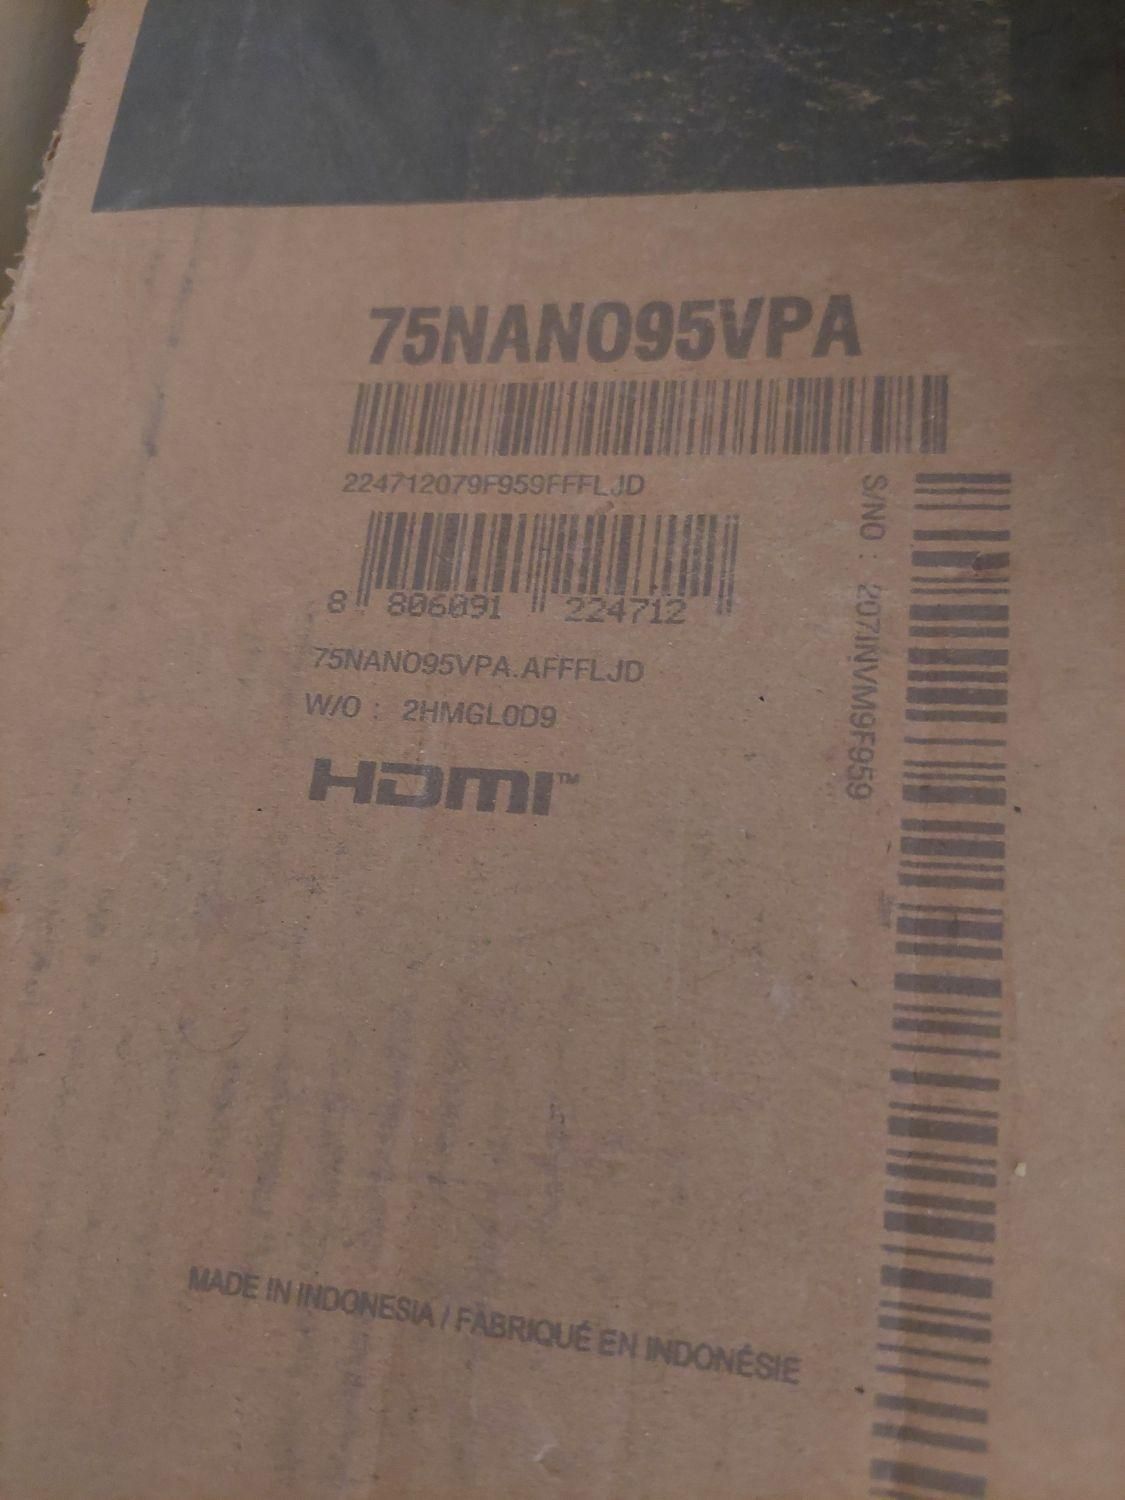 75NANO95VPA
224712079F959FFFLJD
8 806091 224712
75NANO95VPA.AFFFLJD
W/O : 2HMGL0D9
HDMI™
S/NO : 207INVM9F959
MADE IN INDONESIA / FABRIQUÉ EN INDONÉSIE